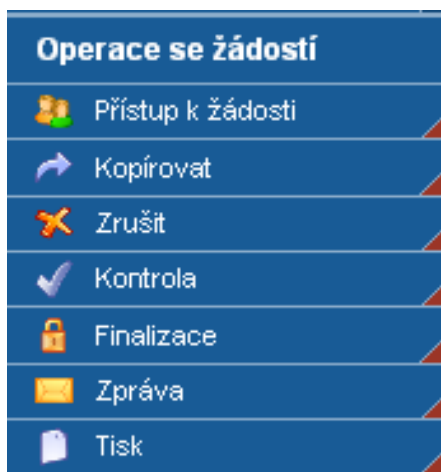 Operace se žádostí
Přístup k žádosti
Kopírovat
Zrušit
Kontrola
Finalizace
Zpráva
Tisk